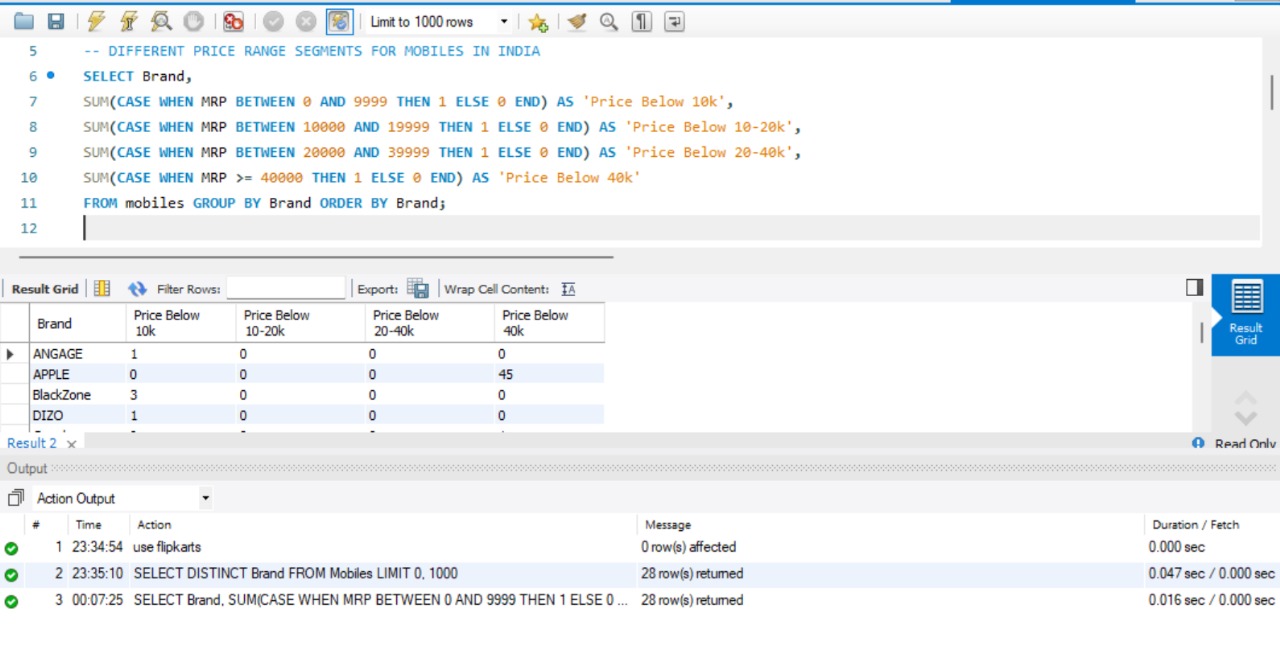 Limit to 1000 rows
5 -- DIFFERENT PRICE RANGE SEGMENTS FOR MOBILES IN INDIA
6 SELECT Brand,
7 SUM(CASE WHEN MRP BETWEEN 0 AND 9999 THEN 1 ELSE 0 END) AS 'Price Below 10k',
8 SUM(CASE WHEN MRP BETWEEN 10000 AND 19999 THEN 1 ELSE 0 END) AS 'Price Below 10-20k',
9 SUM(CASE WHEN MRP BETWEEN 20000 AND 39999 THEN 1 ELSE 0 END) AS 'Price Below 20-40k',
10 SUM(CASE WHEN MRP >= 40000 THEN 1 ELSE 0 END) AS 'Price Below 40k'
11 FROM mobiles GROUP BY Brand ORDER BY Brand;
12
Result Grid Filter Rows: Export: Wrap Cell Content:
Result
Grid
Brand Price Below 10k Price Below 10-20k Price Below 20-40k Price Below 40k
ANGAGE 1 0 0 0
APPLE 0 0 0 45
BlackZone 3 0 0 0
DIZO 1 0 0 0
Result 2 Read Only
Output
Action Output
# Time Action Message Duration / Fetch
1 23:34:54 use flipkarts 0 row(s) affected 0.000 sec
2 23:35:10 SELECT DISTINCT Brand FROM Mobiles LIMIT 0, 1000 28 row(s) returned 0.047 sec / 0.000 sec
3 00:07:25 SELECT Brand, SUM(CASE WHEN MRP BETWEEN 0 AND 9999 THEN 1 ELSE 0 ... 28 row(s) returned 0.016 sec / 0.000 sec